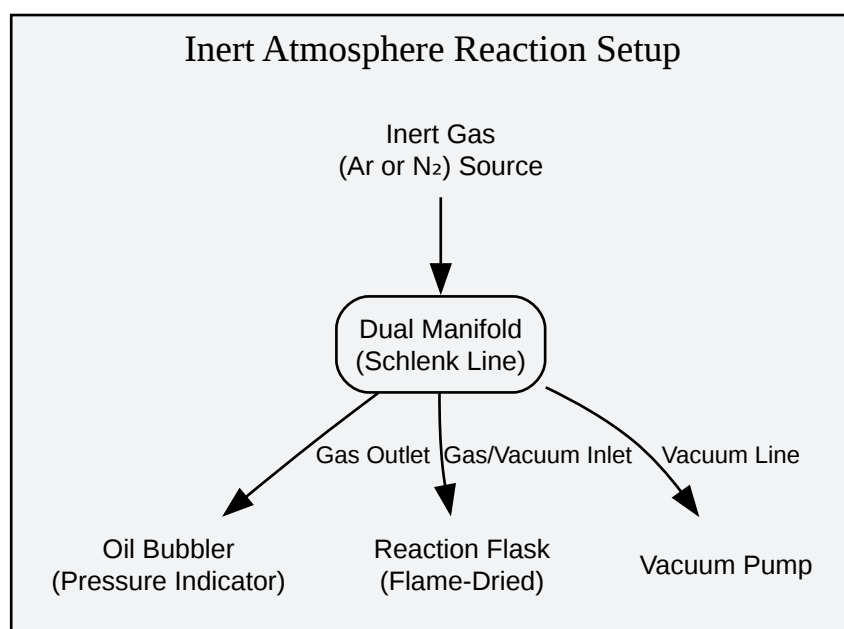 Inert Atmosphere Reaction Setup
Inert Gas
(Ar or N₂) Source
Dual Manifold
(Schlenk Line)
Gas Outlet
Gas/Vacuum Inlet
Vacuum Line
Oil Bubbler
(Pressure Indicator)
Reaction Flask
(Flame-Dried)
Vacuum Pump